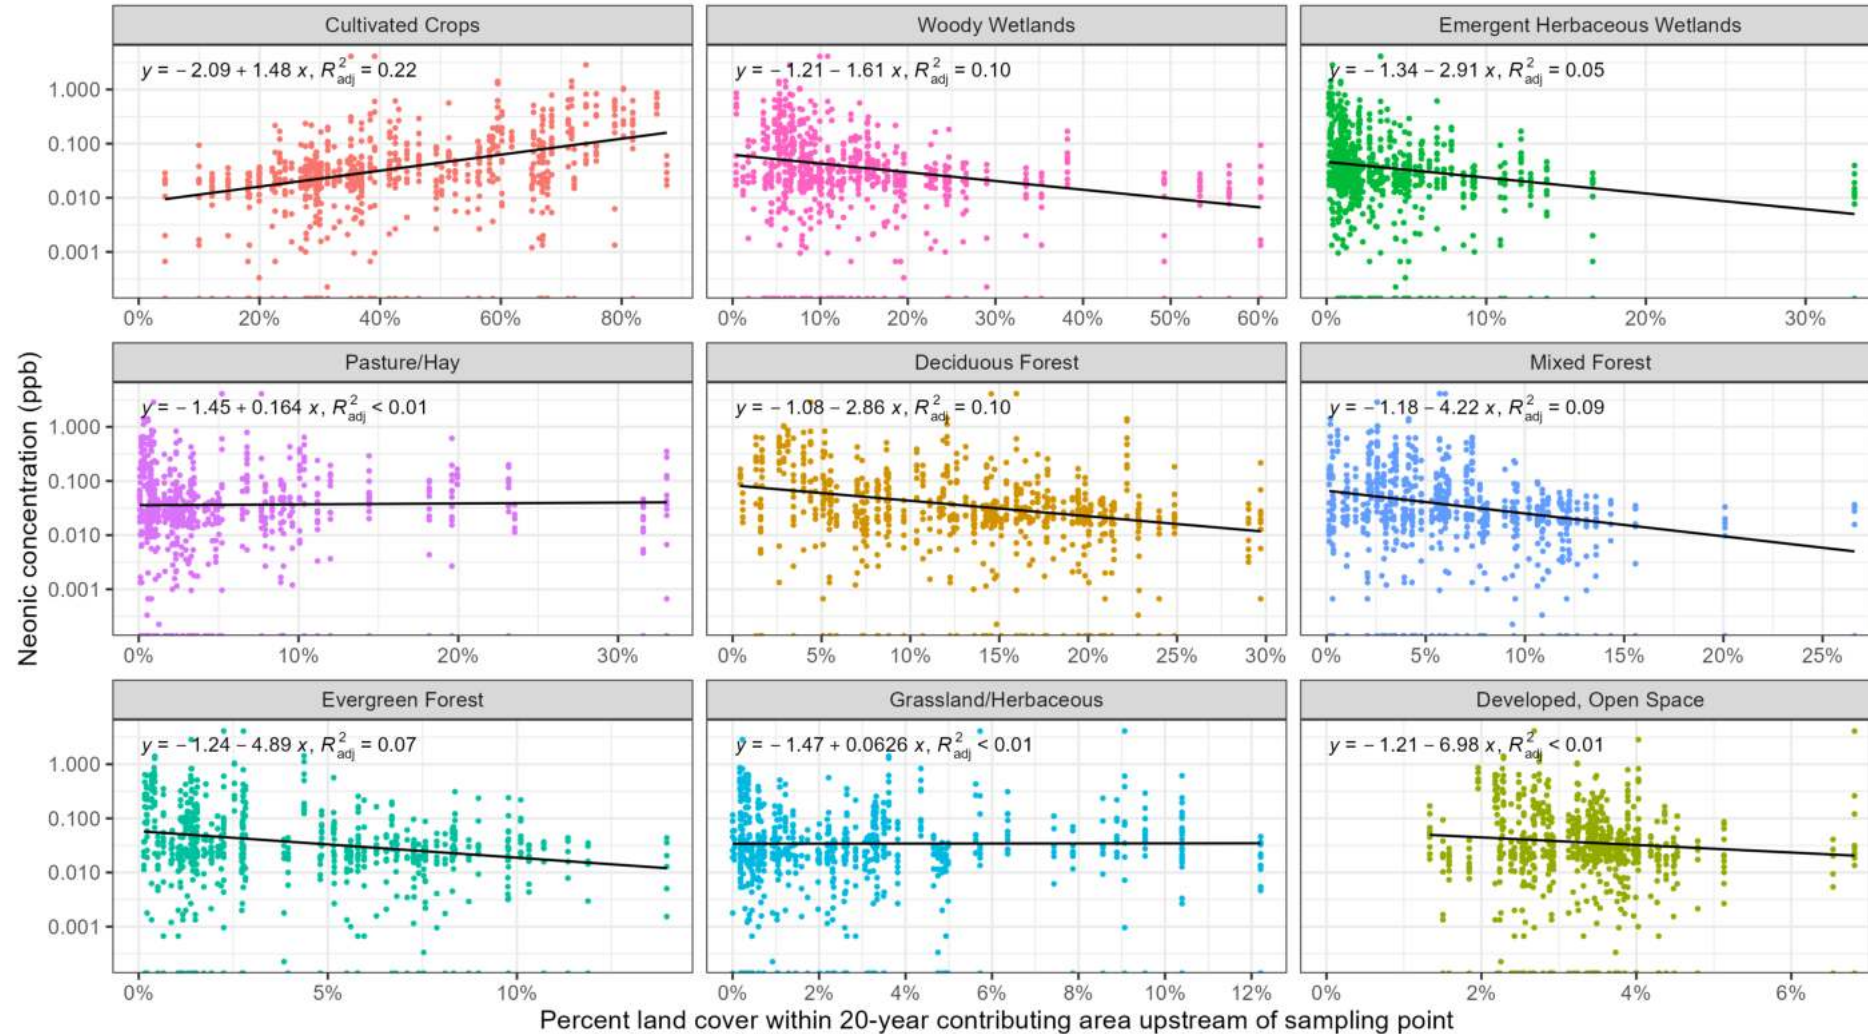 Cultivated Crops
Woody Wetlands
Emergent Herbaceous Wetlands
y = − 2.09 + 1.48 x, R²adj = 0.22
y = − 1.21 − 1.61 x, R²adj = 0.10
y = − 1.34 − 2.91 x, R²adj = 0.05
1.000
0.100
0.010
0.001
0% 20% 40% 60% 80%
0% 10% 20% 30% 40% 50% 60%
0% 10% 20% 30%
Pasture/Hay
Deciduous Forest
Mixed Forest
y = − 1.45 + 0.164 x, R²adj < 0.01
y = − 1.08 − 2.86 x, R²adj = 0.10
y = − 1.18 − 4.22 x, R²adj = 0.09
1.000
0.100
0.010
0.001
0% 10% 20% 30%
0% 5% 10% 15% 20% 25% 30%
0% 5% 10% 15% 20% 25%
Evergreen Forest
Grassland/Herbaceous
Developed, Open Space
y = − 1.24 − 4.89 x, R²adj = 0.07
y = − 1.47 + 0.0626 x, R²adj < 0.01
y = − 1.21 − 6.98 x, R²adj < 0.01
1.000
0.100
0.010
0.001
0% 5% 10%
0% 2% 4% 6% 8% 10% 12%
0% 2% 4% 6%
Neonic concentration (ppb)
Percent land cover within 20-year contributing area upstream of sampling point